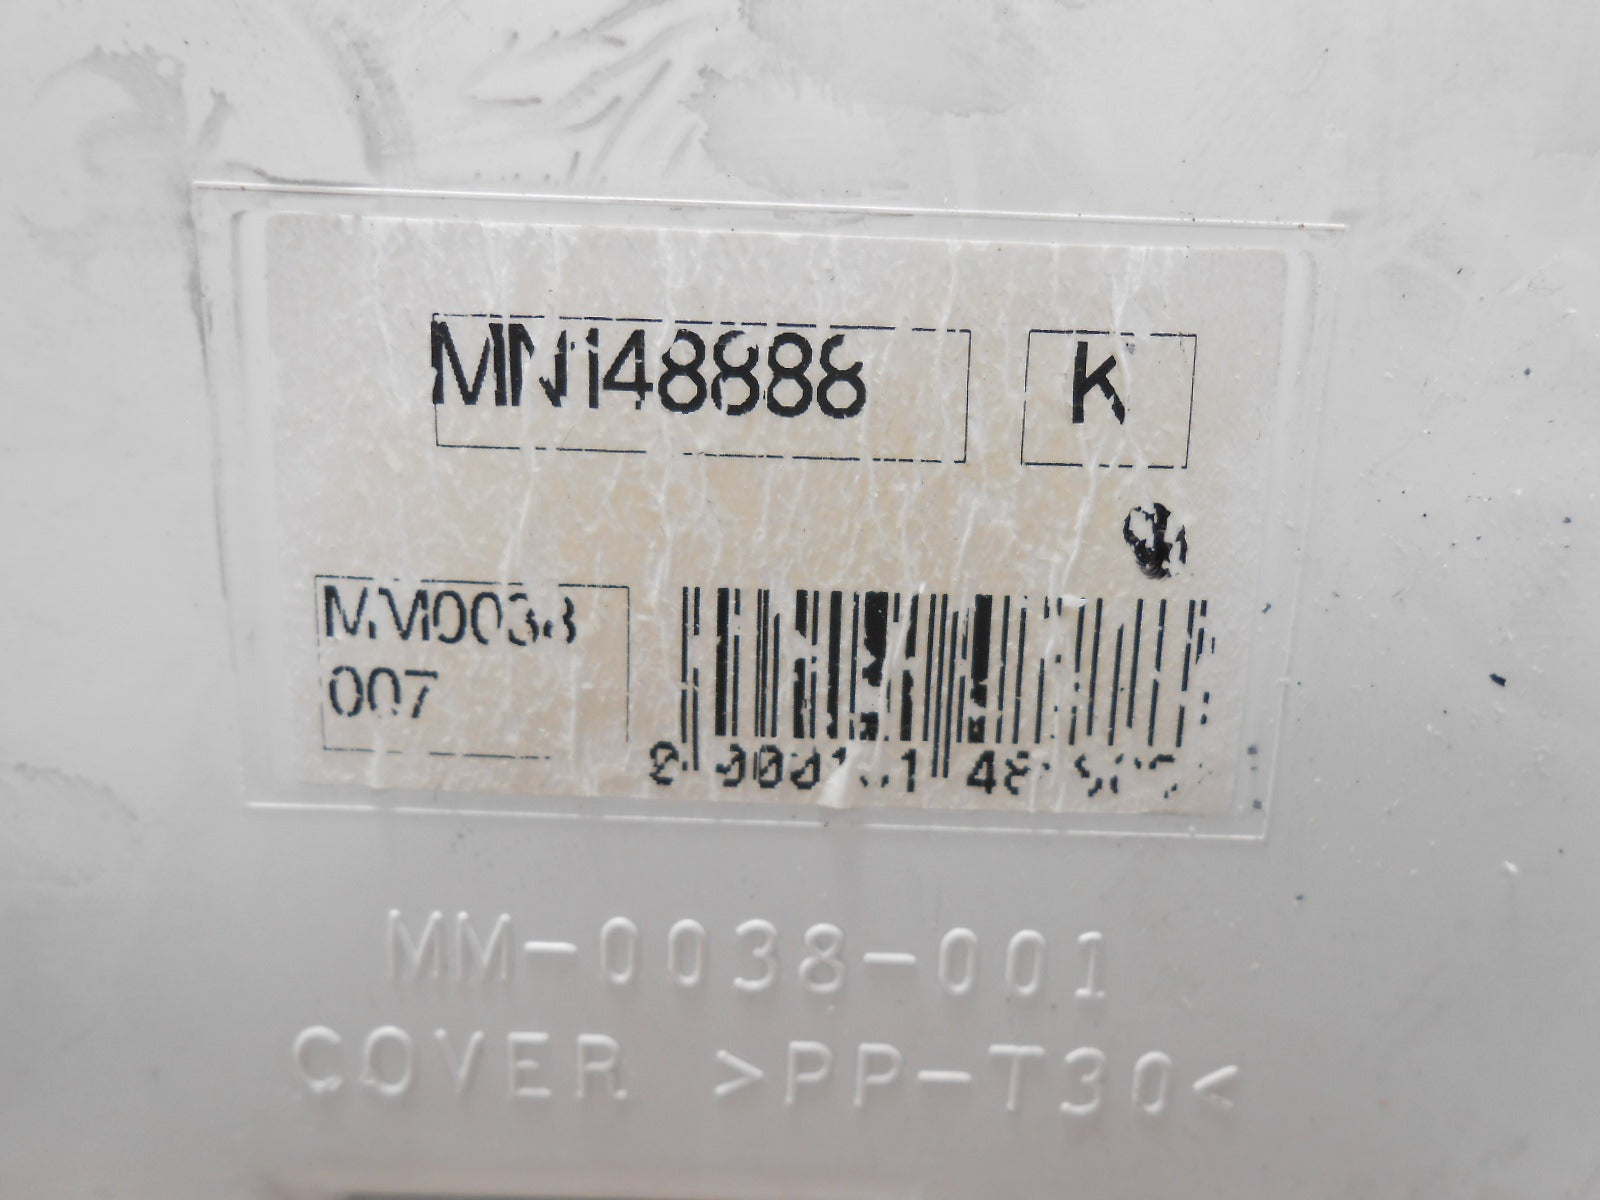 MN148888 K
MM0038
007
MM-0038-001
COVER >PP-T30<